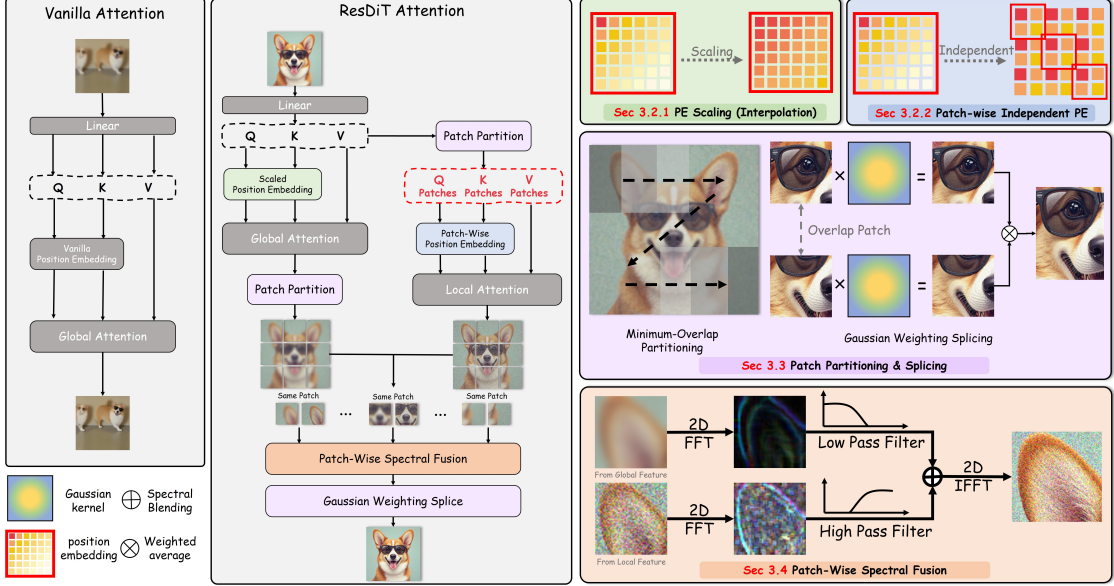 Vanilla Attention
Linear
Q K V
Vanilla
Position Embedding
Global Attention
Gaussian
kernel
Spectral
Blending
position
embedding
Weighted
average
ResDiT Attention
Linear
Q K V
Patch Partition
Scaled
Position Embedding
Q K V
Patches Patches Patches
Global Attention
Patch-Wise
Position Embedding
Patch Partition
Local Attention
Same Patch
Same Patch
Same Patch
... ...
Patch-Wise Spectral Fusion
Gaussian Weighting Splice
Scaling
Sec 3.2.1 PE Scaling (Interpolation)
Independent
Sec 3.2.2 Patch-wise Independent PE
× =
Overlap Patch
× =
Minimum-Overlap
Partitioning
Gaussian Weighting Splicing
Sec 3.3 Patch Partitioning & Splicing
2D
FFT
Low Pass Filter
From Global Feature
2D
IFFT
2D
FFT
High Pass Filter
From Local Feature
Sec 3.4 Patch-Wise Spectral Fusion